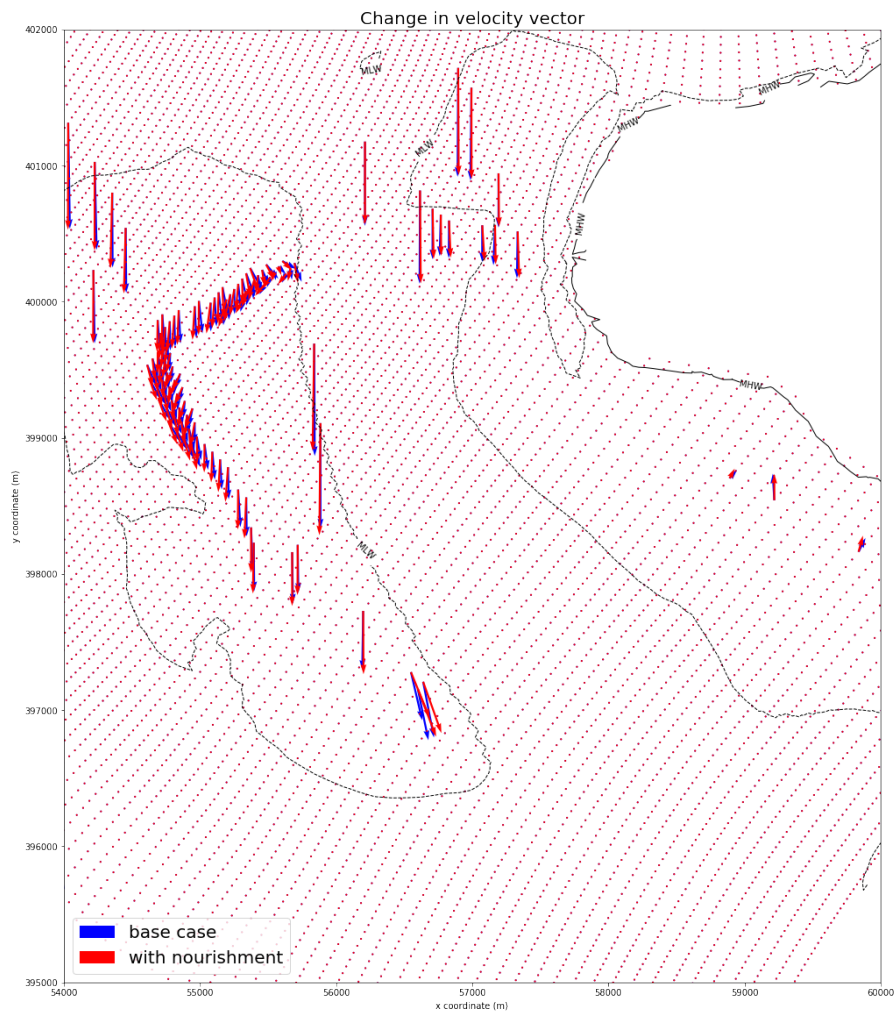 Change in velocity vector
402000
401000
400000
399000
398000
397000
396000
395000
y coordinate (m)
MLW
MLW
MHW
MHW
MHW
MHW
MLW
base case
with nourishment
54000 55000 56000 57000 58000 59000 60000
x coordinate (m)